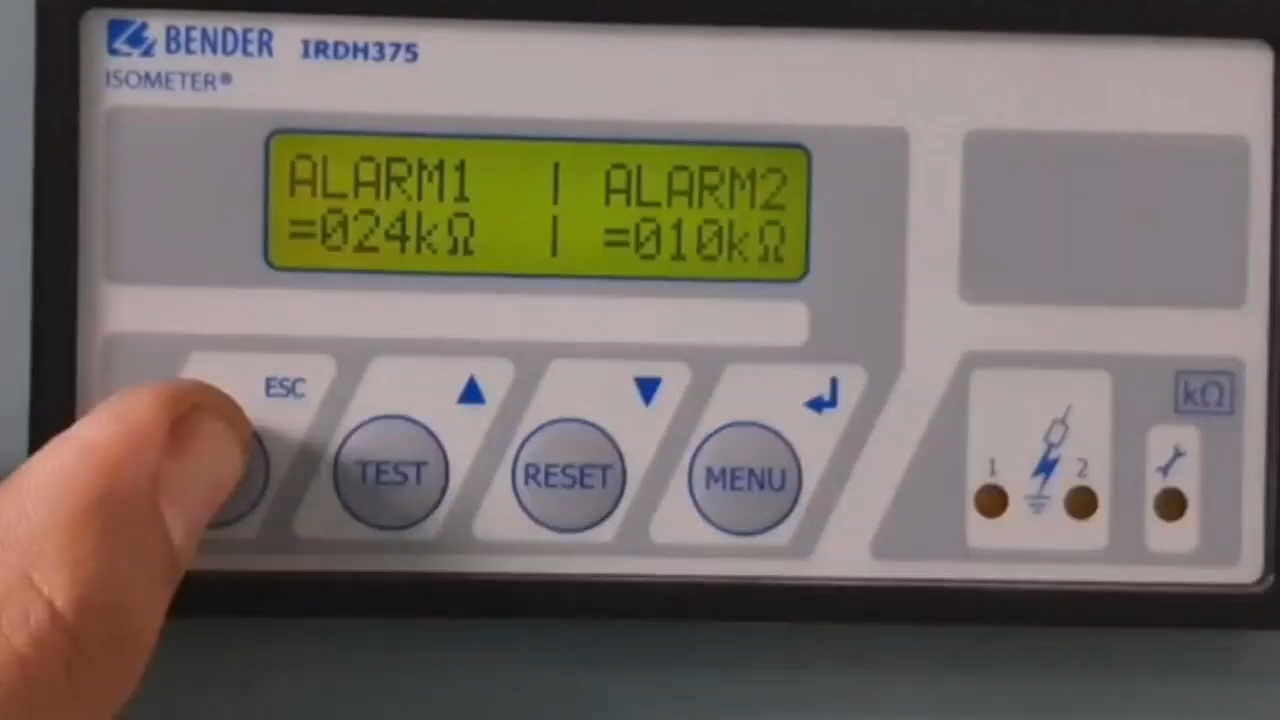 BENDER IRDH375
ISOMETER®
ALARM1 | ALARM2
=024kΩ | =010kΩ
ESC
TEST
RESET
MENU
kΩ
1 2